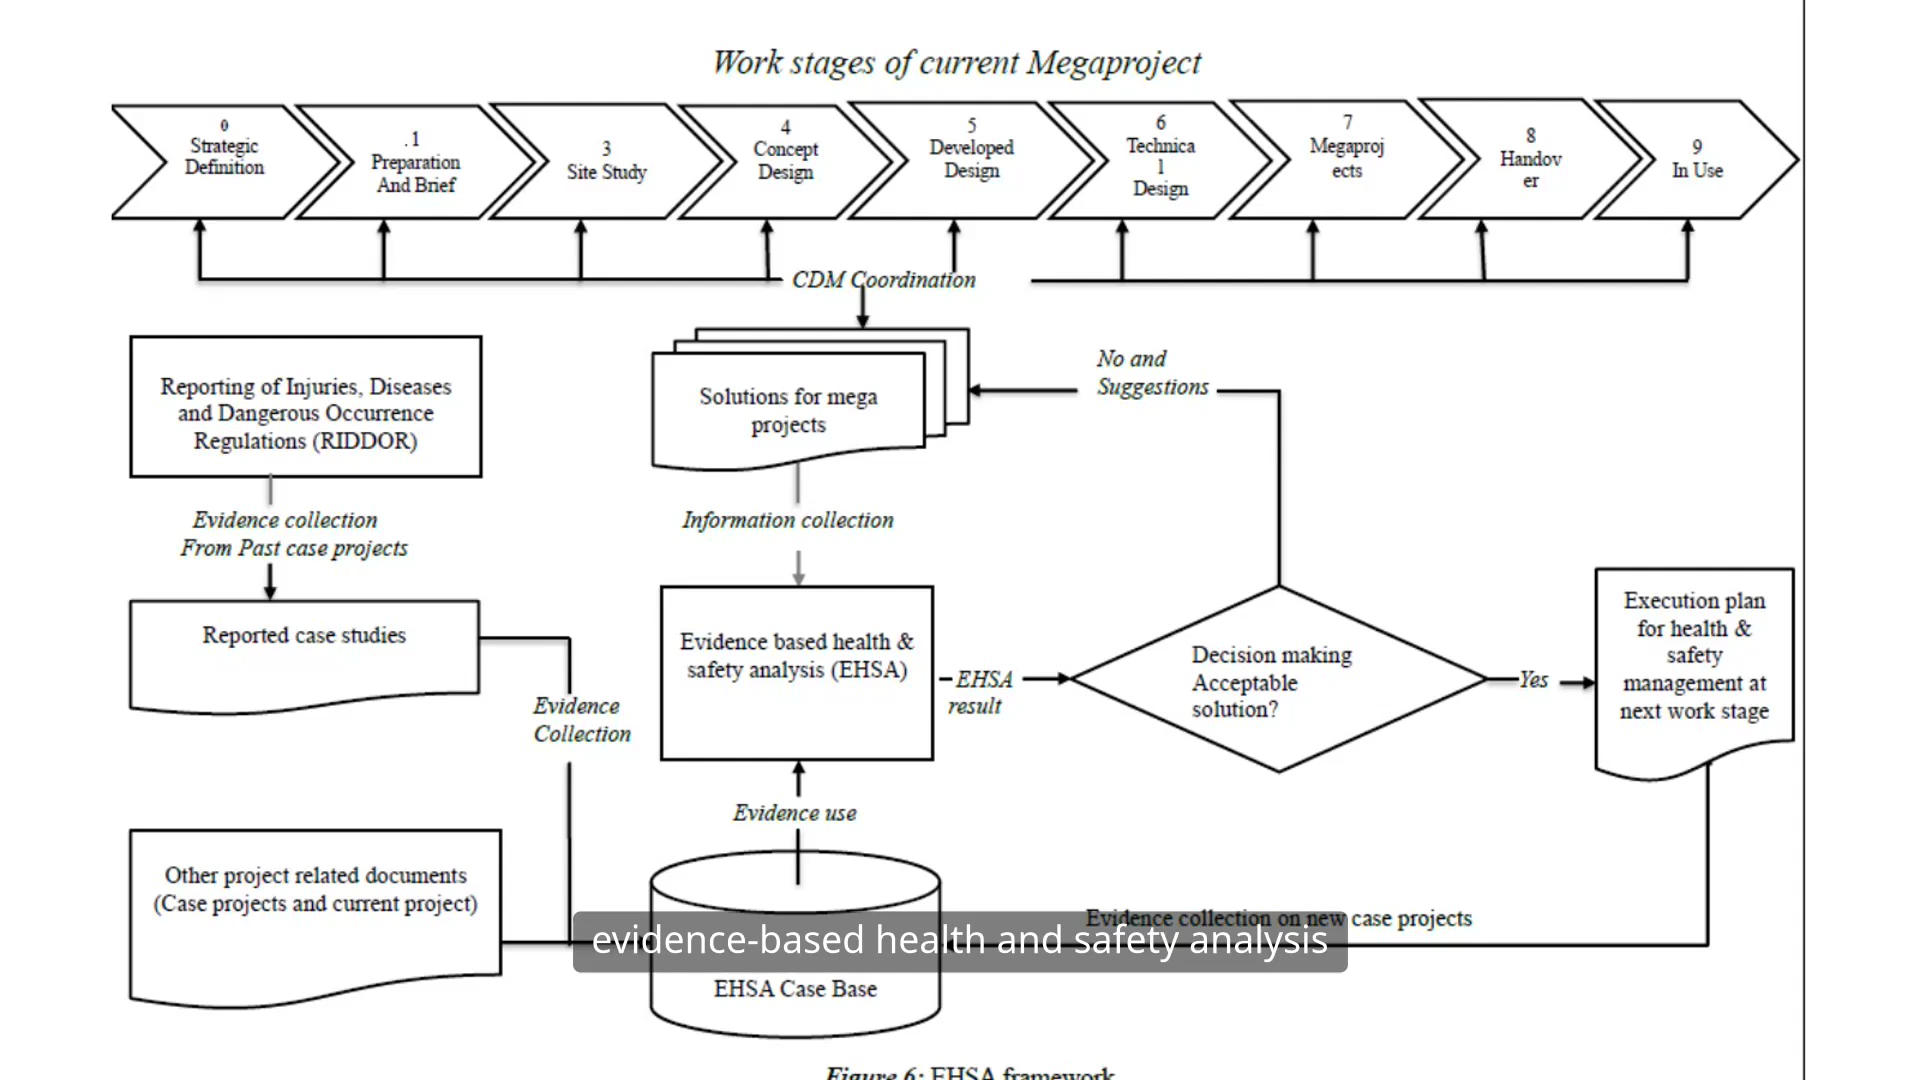 Work stages of current Megaproject
0
Strategic
Definition
.1
Preparation
And Brief
3
Site Study
4
Concept
Design
5
Developed
Design
6
Technica
l
Design
7
Megaproj
ects
8
Handov
er
9
In Use
CDM Coordination
Reporting of Injuries, Diseases
and Dangerous Occurrence
Regulations (RIDDOR)
Solutions for mega
projects
No and
Suggestions
Evidence collection
From Past case projects
Information collection
Reported case studies
Evidence based health &
safety analysis (EHSA)
EHSA
result
Decision making
Acceptable
solution?
Yes
Execution plan
for health &
safety
management at
next work stage
Evidence
Collection
Evidence use
Other project related documents
(Case projects and current project)
Evidence collection on new case projects
evidence-based health and safety analysis
EHSA Case Base
Figure 6: EHSA framework